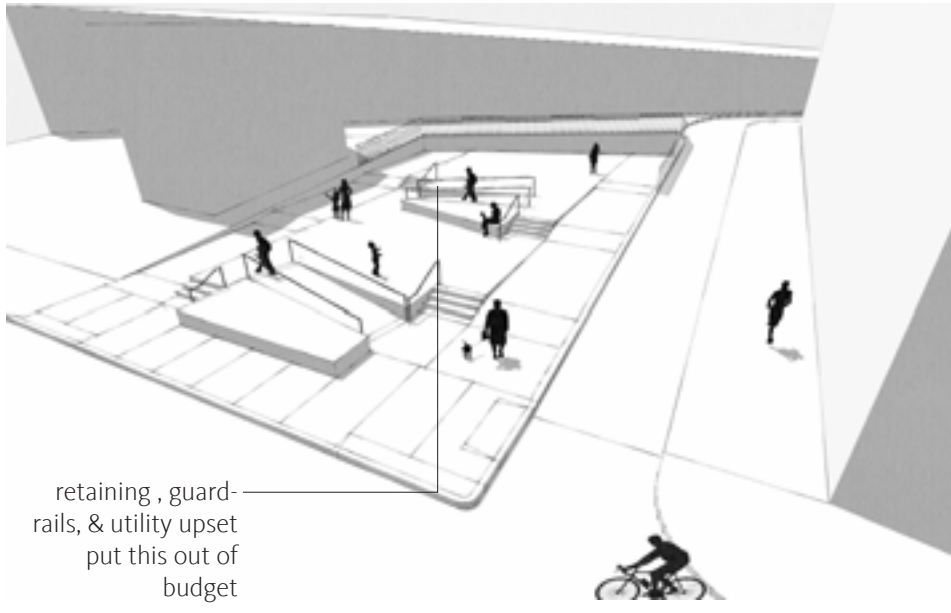 retaining , guard-
rails, & utility upset
put this out of
budget